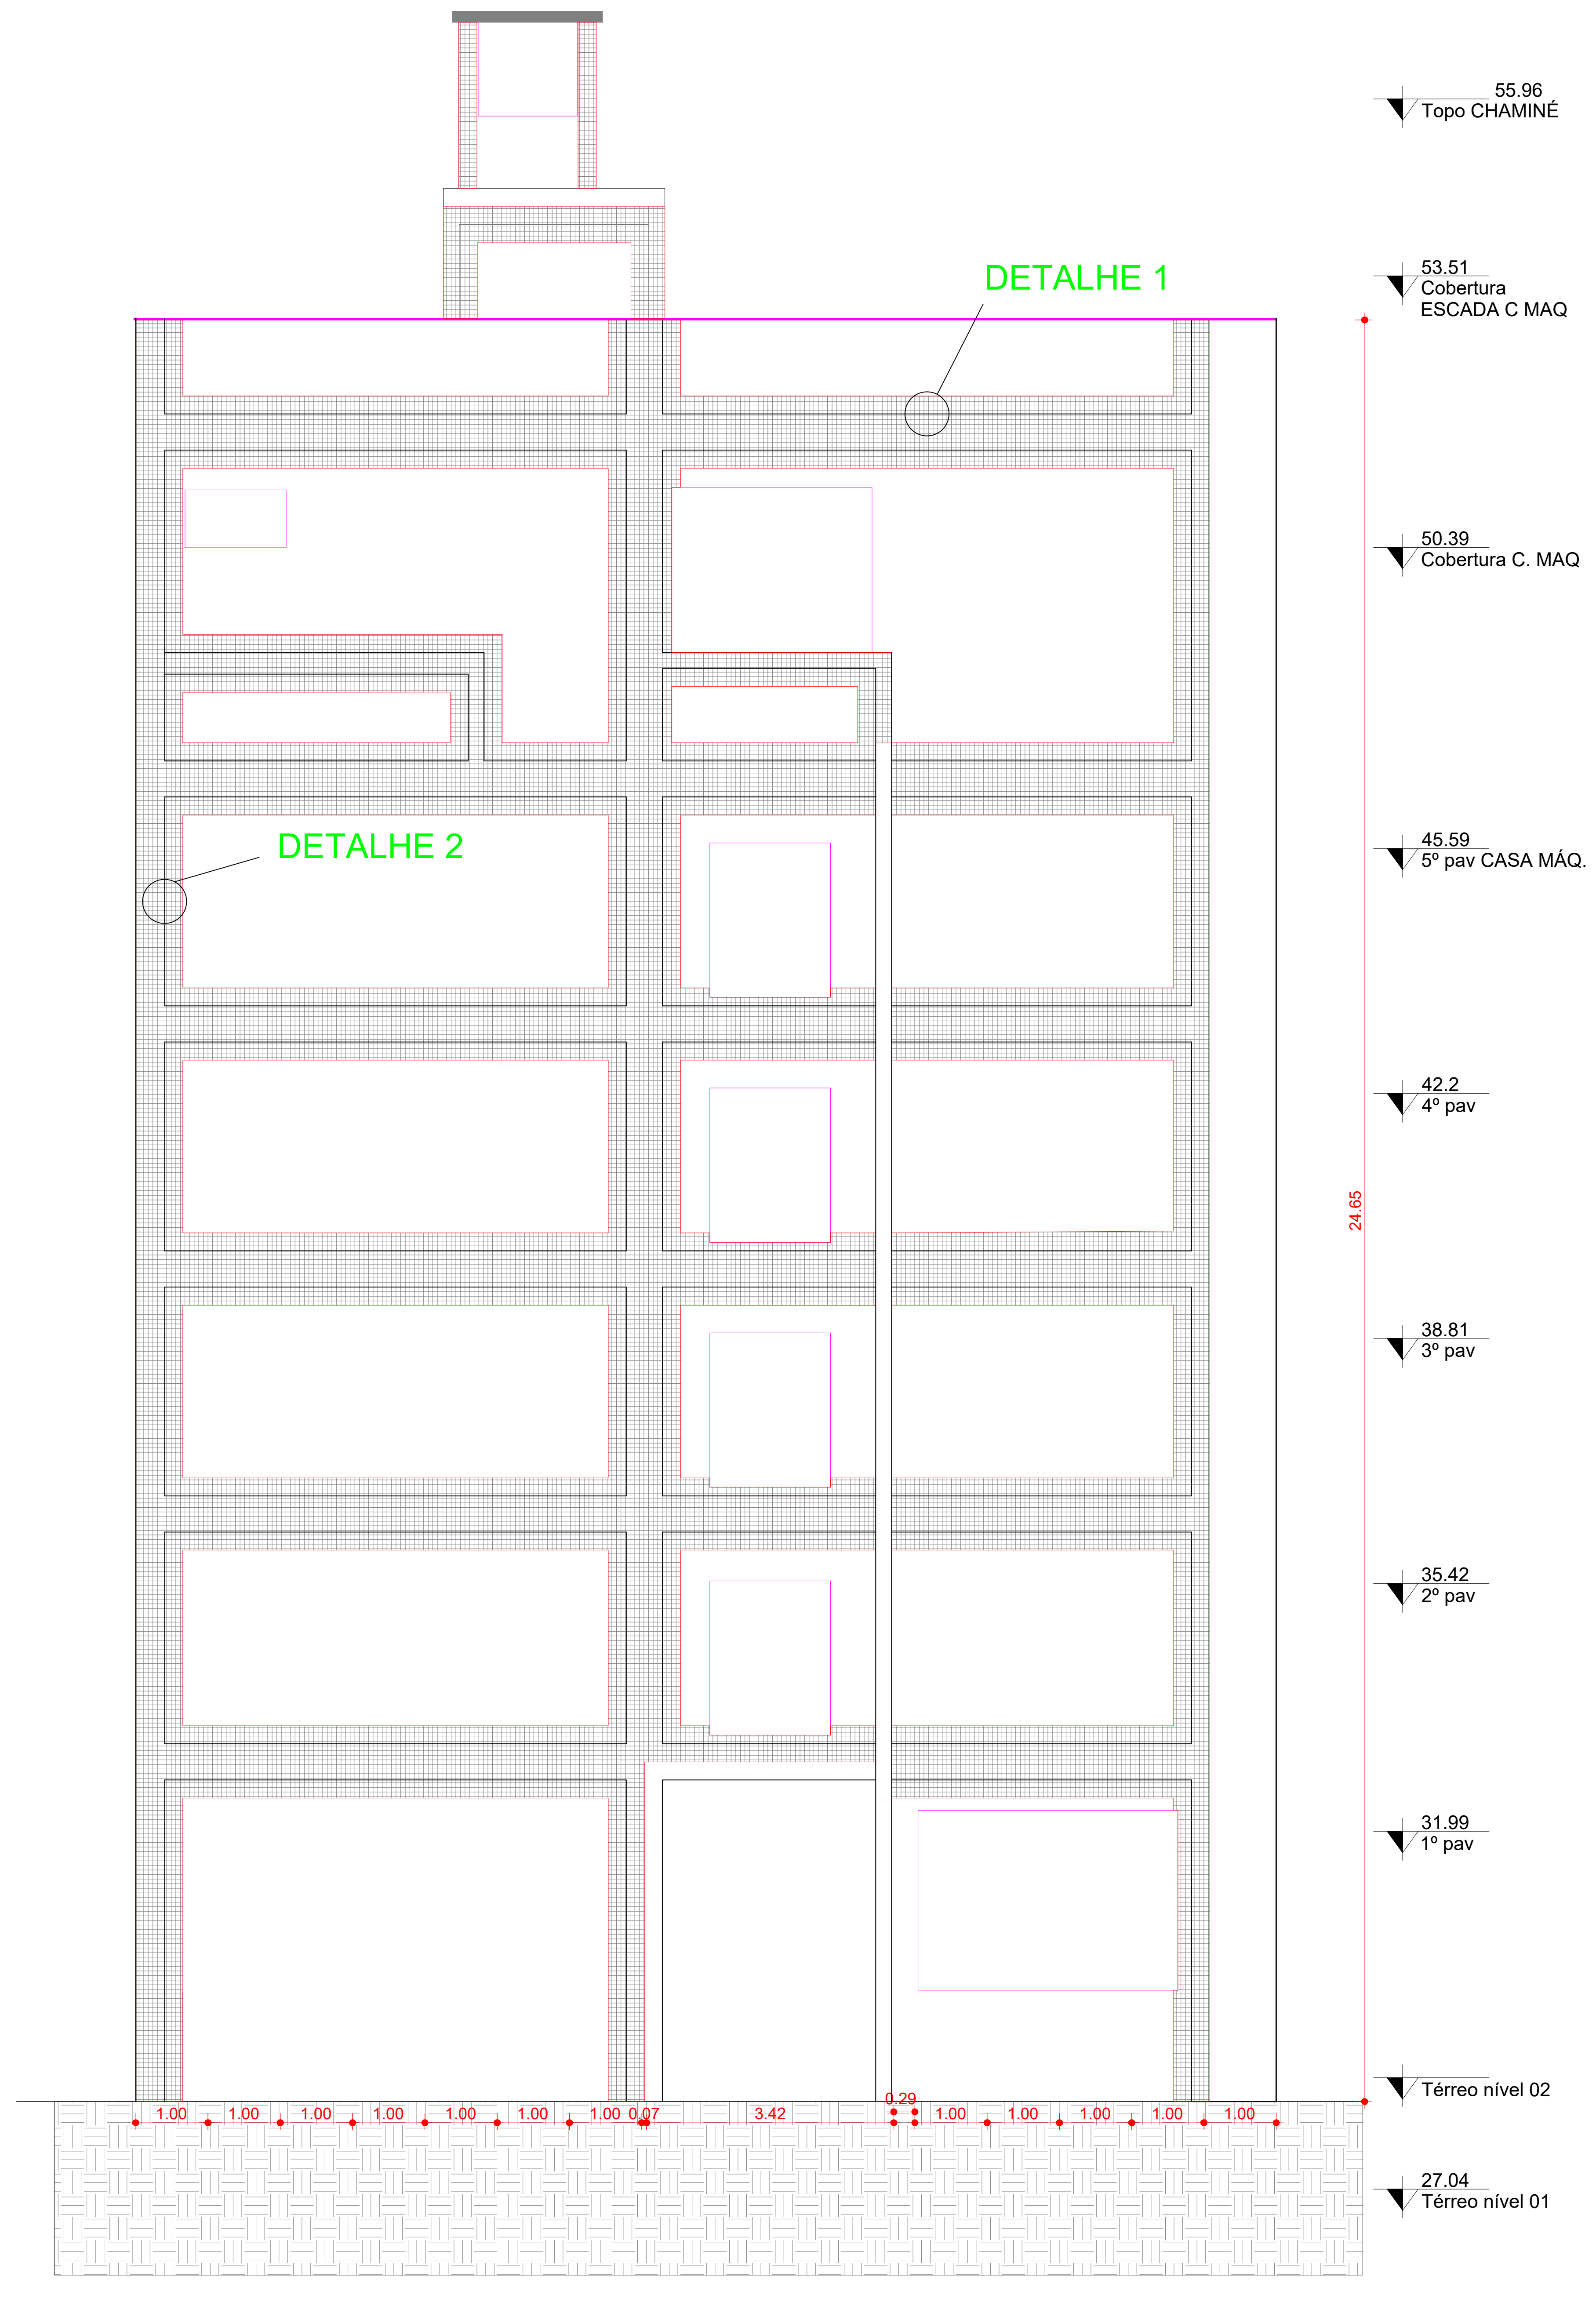 55.96
Topo CHAMINÉ
53.51
Cobertura
ESCADA C MAQ
DETALHE 1
50.39
Cobertura C. MAQ
DETALHE 2
45.59
5º pav CASA MÁQ.
42.2
4º pav
24.65
38.81
3º pav
35.42
2º pav
31.99
1º pav
Térreo nível 02
0.29
1.00 1.00 1.00 1.00 1.00 1.00 1.00 0.07 3.42 1.00 1.00 1.00 1.00 1.00
27.04
Térreo nível 01